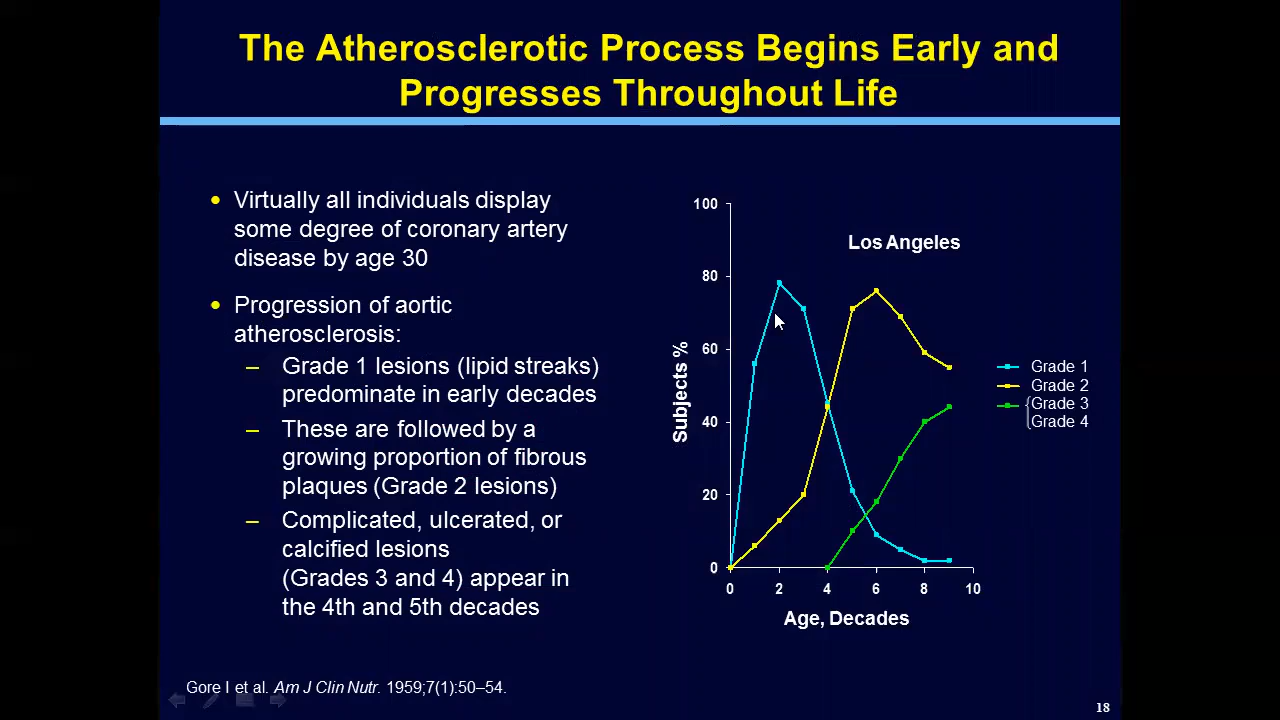 The Atherosclerotic Process Begins Early and
Progresses Throughout Life
• Virtually all individuals display
some degree of coronary artery
disease by age 30
• Progression of aortic
atherosclerosis:
– Grade 1 lesions (lipid streaks)
predominate in early decades
– These are followed by a
growing proportion of fibrous
plaques (Grade 2 lesions)
– Complicated, ulcerated, or
calcified lesions
(Grades 3 and 4) appear in
the 4th and 5th decades
Los Angeles
Subjects %
100
80
60
40
20
0
0 2 4 6 8 10
Age, Decades
Grade 1
Grade 2
Grade 3
Grade 4
Gore I et al. Am J Clin Nutr. 1959;7(1):50–54.
18